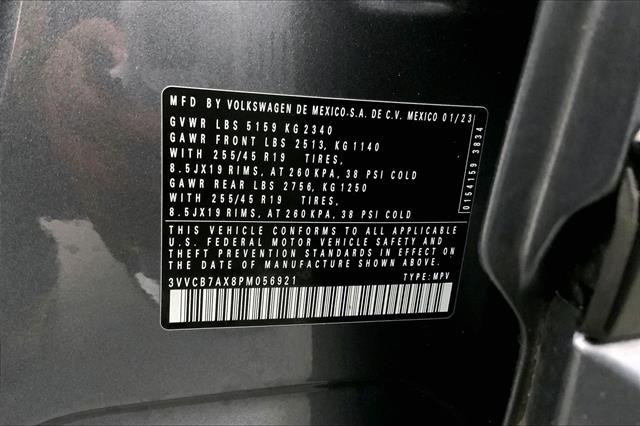 MFD BY VOLKSWAGEN DE MEXICO.S.A. DE C.V. MEXICO 01/23
GVWR LBS 5159 KG 2340
GAWR FRONT LBS 2513, KG 1140
WITH 255/45 R19 TIRES,
8.5JX19 RIMS, AT 260 KPA, 38 PSI COLD
GAWR REAR LBS 2756, KG 1250
WITH 255/45 R19 TIRES,
8.5JX19 RIMS, AT 260 KPA, 38 PSI COLD
THIS VEHICLE CONFORMS TO ALL APPLICABLE
U.S. FEDERAL MOTOR VEHICLE SAFETY AND
THEFT PREVENTION STANDARDS IN EFFECT ON
THE DATE OF MANUFACTURE SHOWN ABOVE.
3VVCB7AX8PM056921 TYPE: MPV
0154159 3834